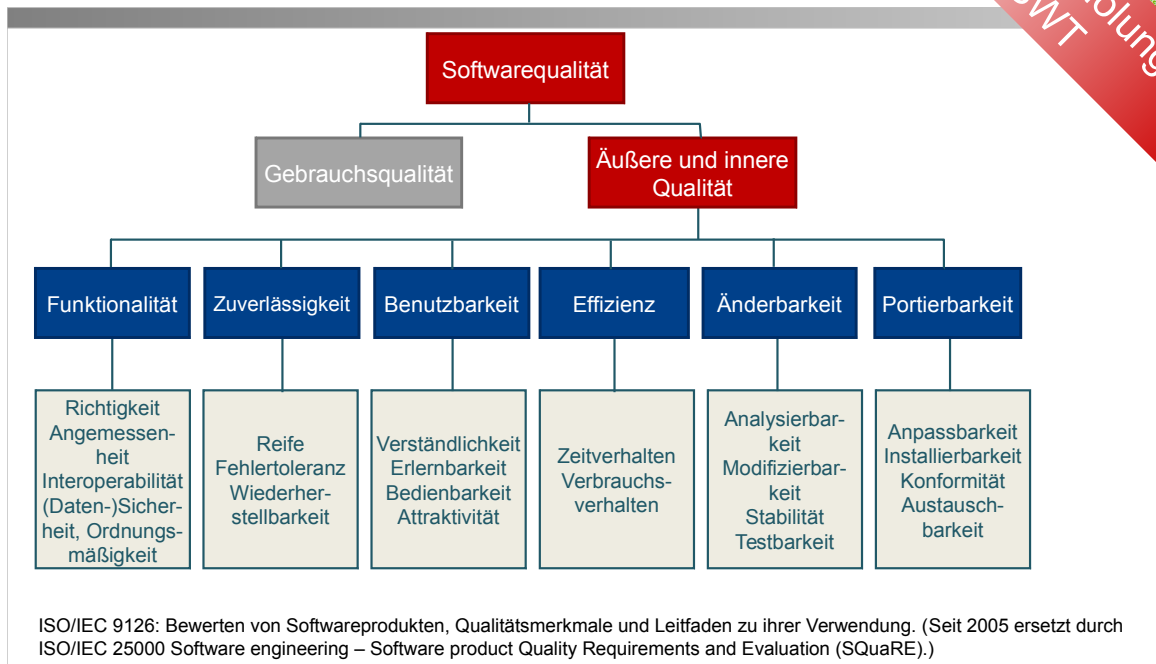 olung
SWT
Softwarequalität
Gebrauchsqualität
Äußere und innere
Qualität
Funktionalität
Zuverlässigkeit
Benutzbarkeit
Effizienz
Änderbarkeit
Portierbarkeit
Richtigkeit
Angemessen-
heit
Interoperabilität
(Daten-)Sicher-
heit, Ordnungs-
mäßigkeit
Reife
Fehlertoleranz
Wiederher-
stellbarkeit
Verständlichkeit
Erlernbarkeit
Bedienbarkeit
Attraktivität
Zeitverhalten
Verbrauchs-
verhalten
Analysierbar-
keit
Modifizierbar-
keit
Stabilität
Testbarkeit
Anpassbarkeit
Installierbarkeit
Konformität
Austausch-
barkeit
ISO/IEC 9126: Bewerten von Softwareprodukten, Qualitätsmerkmale und Leitfaden zu ihrer Verwendung. (Seit 2005 ersetzt durch
ISO/IEC 25000 Software engineering – Software product Quality Requirements and Evaluation (SQuaRE).)